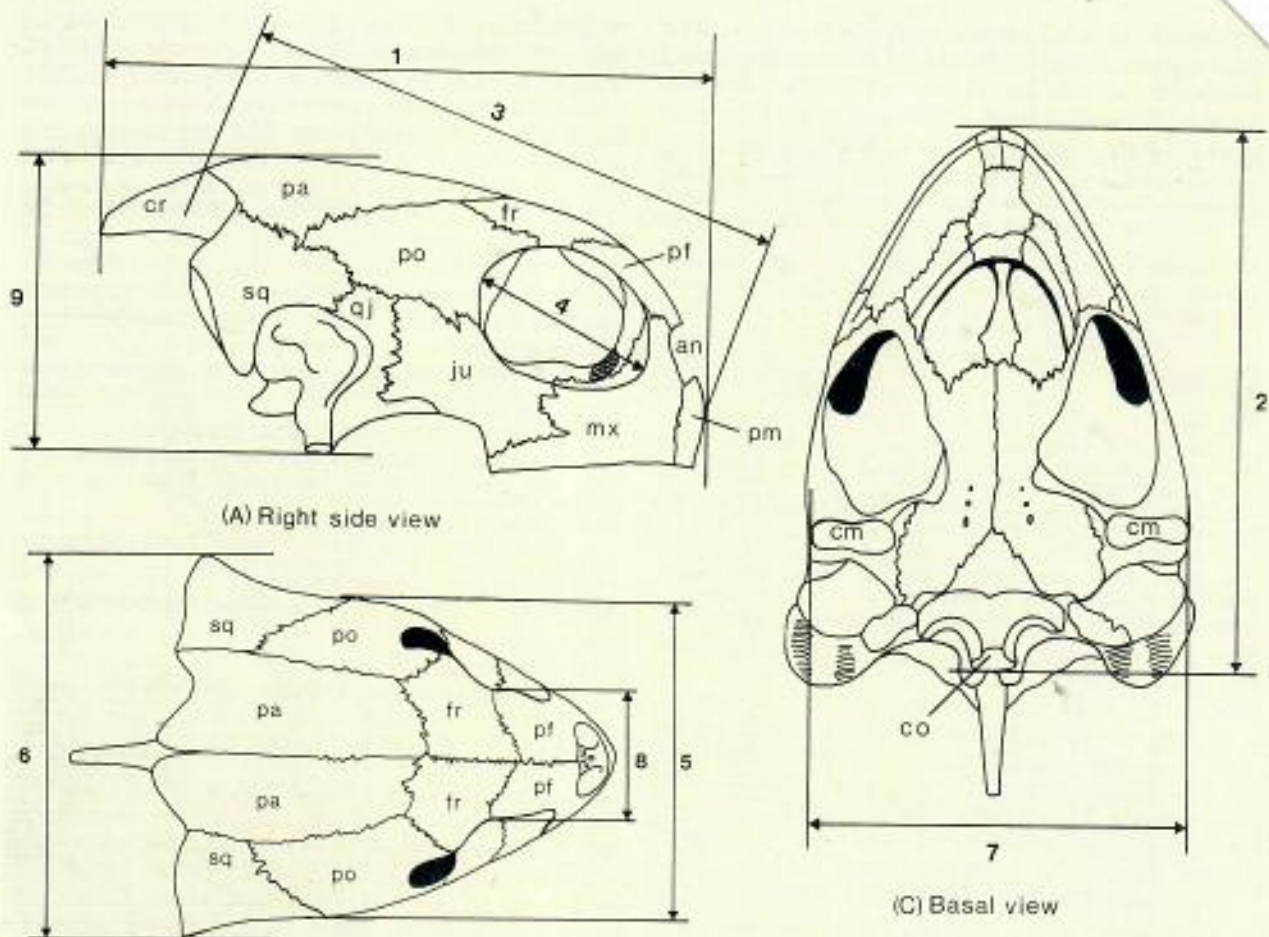 1
3
9
cr
pa
fr
pf
po
sq
qj
4
an
ju
mx
pm
(A) Right side view
2
cm
cm
co
7
(C) Basal view
6
sq
po
pa
fr
pf
8
5
pa
fr
pf
sq
po